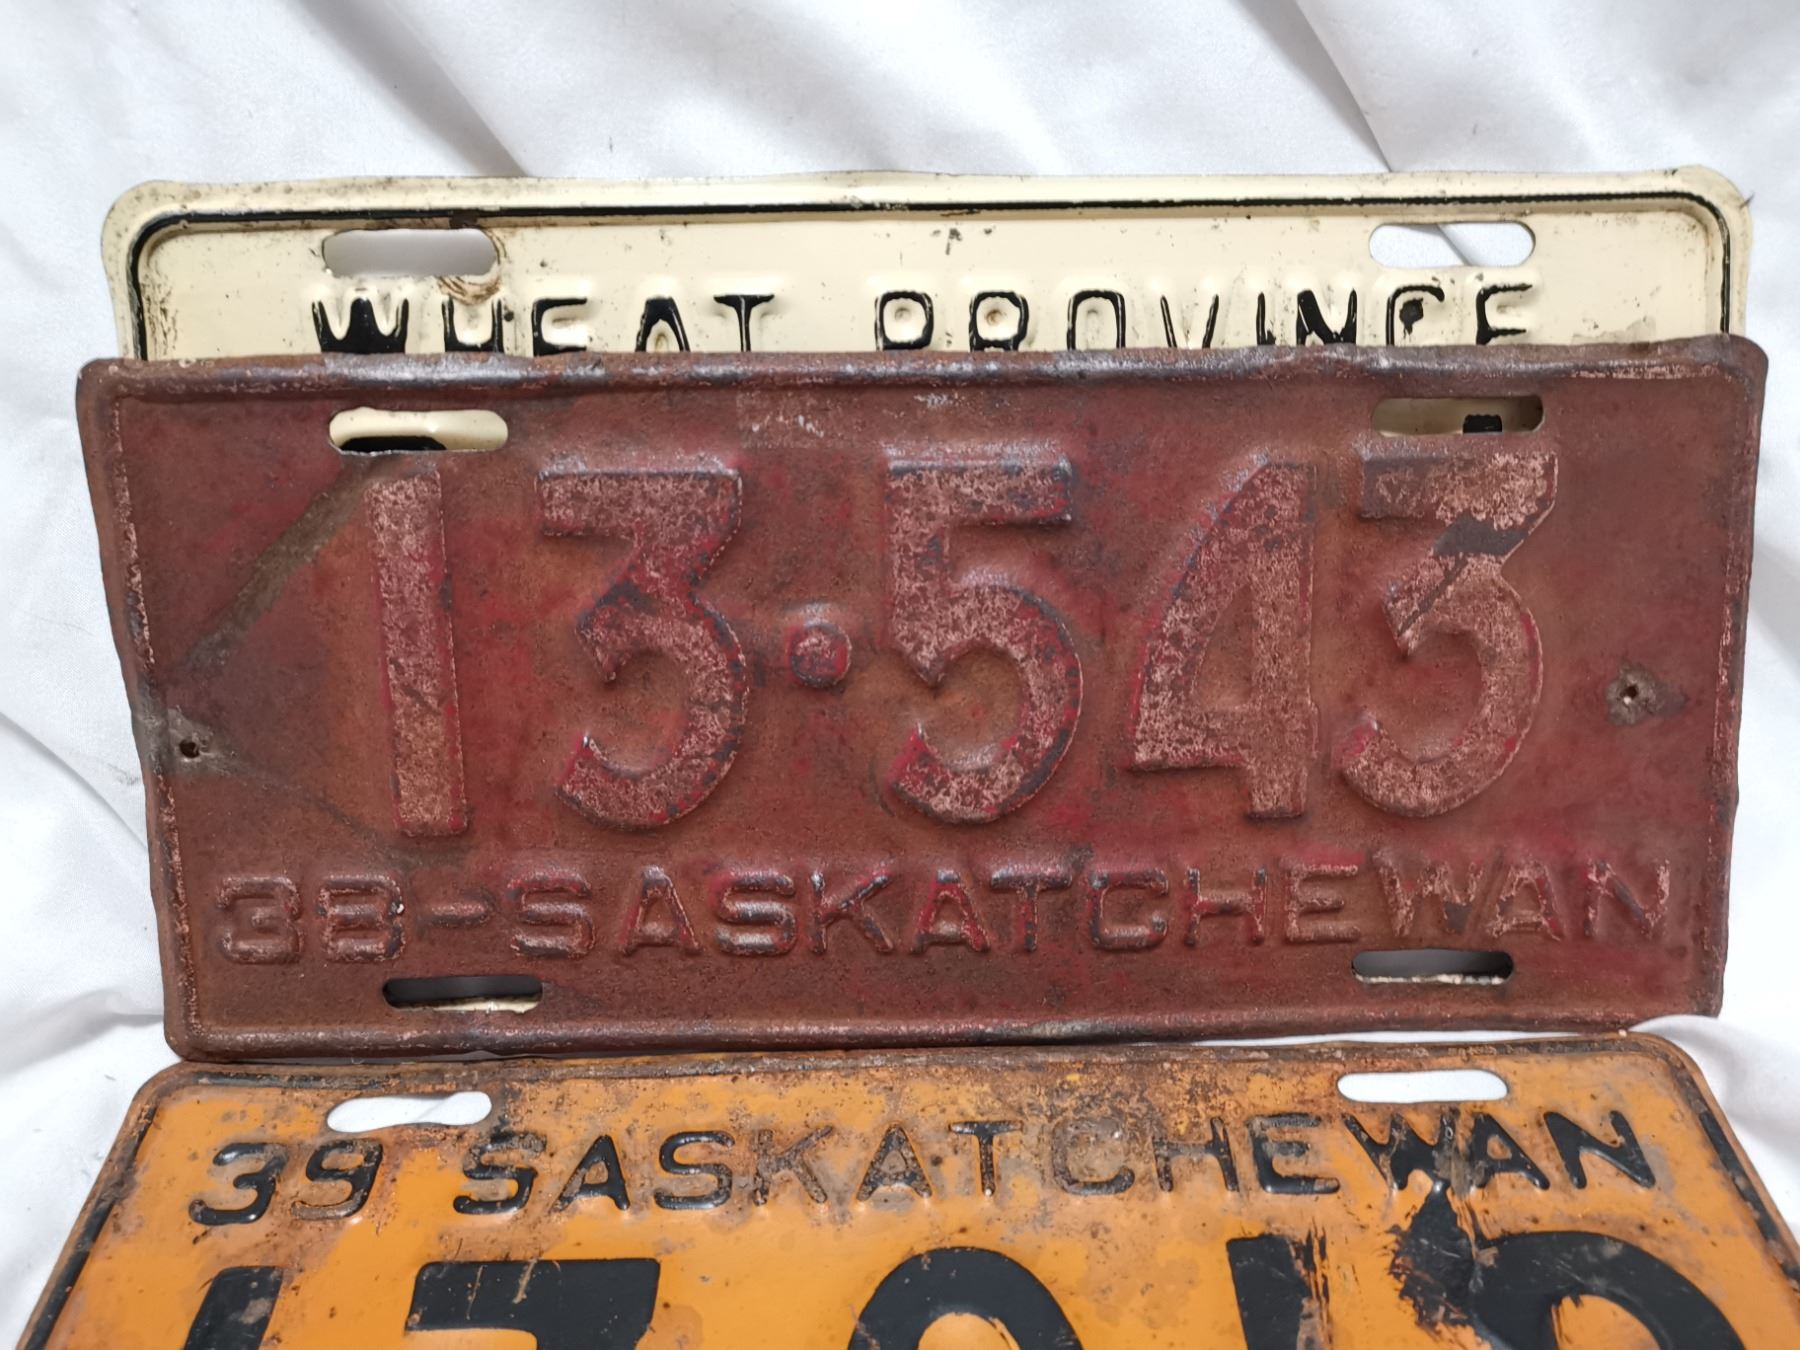 WHEAT PROVINCE
13·543
38-SASKATCHEWAN
39 SASKATCHEWAN